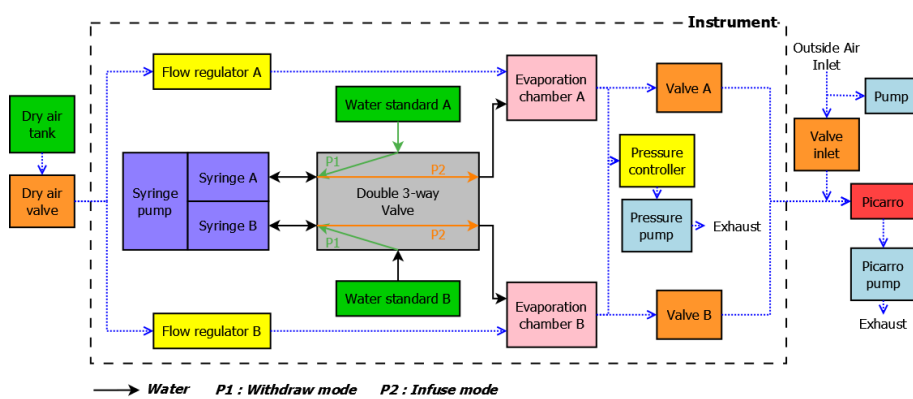 Instrument
Outside Air
Inlet
Flow regulator A
Evaporation
chamber A
Valve A
Pump
Water standard A
Dry air
tank
Valve inlet
P1
P2
Pressure
controller
Syringe
pump
Syringe A
Double 3-way
Valve
Dry air
valve
Picarro
Syringe B
Pressure
pump
Exhaust
P1
P2
Picarro
pump
Water standard B
Evaporation
chamber B
Valve B
Flow regulator B
Exhaust
Water P1 : Withdraw mode P2 : Infuse mode